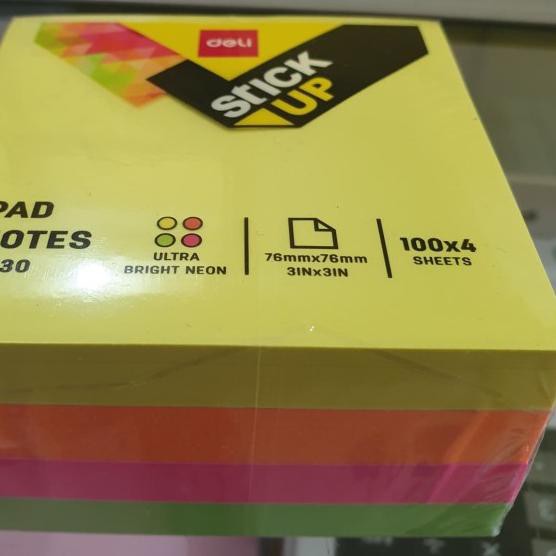 deli
stick
UP
PAD
OTES
30
ULTRA
BRIGHT NEON
76mmx76mm
3INx3IN
100x4
SHEETS